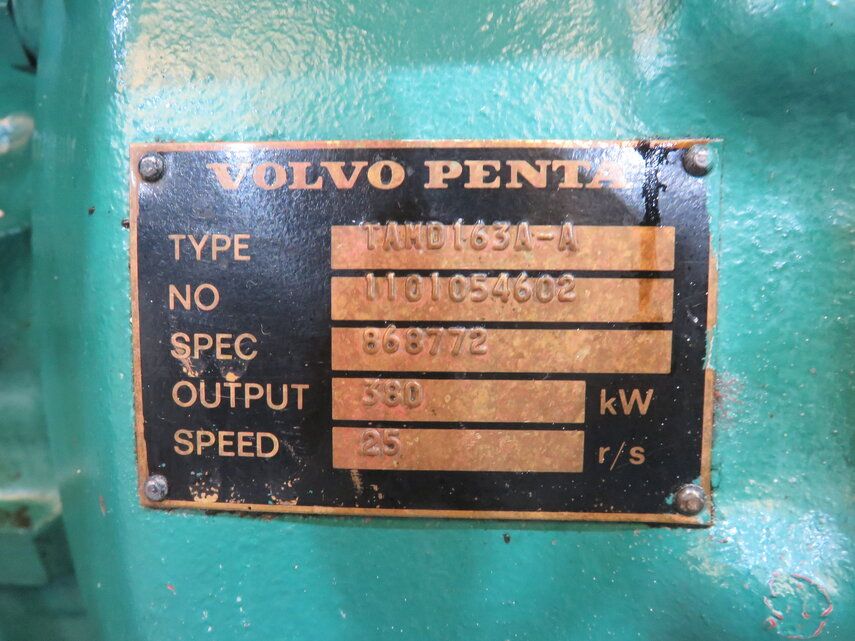 VOLVO PENTA
TYPE TAMD163A-A
NO 1101054602
SPEC 868772
OUTPUT 380 kW
SPEED 25 r/s